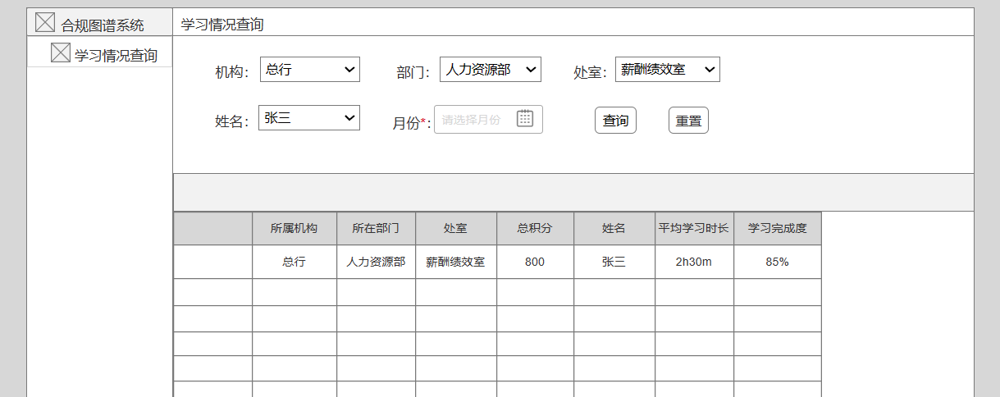 合规图谱系统
学习情况查询
学习情况查询
机构： 总行 部门： 人力资源部 处室： 薪酬绩效室
姓名： 张三 月份*： 请选择月份 查询 重置
所属机构 所在部门 处室 总积分 姓名 平均学习时长 学习完成度
总行 人力资源部 薪酬绩效室 800 张三 2h30m 85%